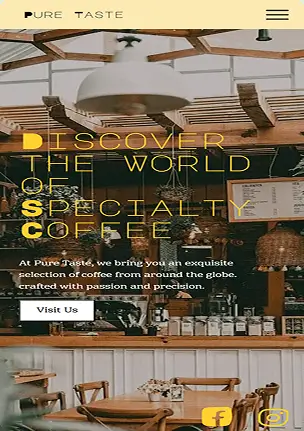 Pure Taste
Discover
the world
of
Specialty
Coffee
At Pure Taste, we bring you an exquisite
selection of coffee from around the globe.
crafted with passion and precision.
Visit Us